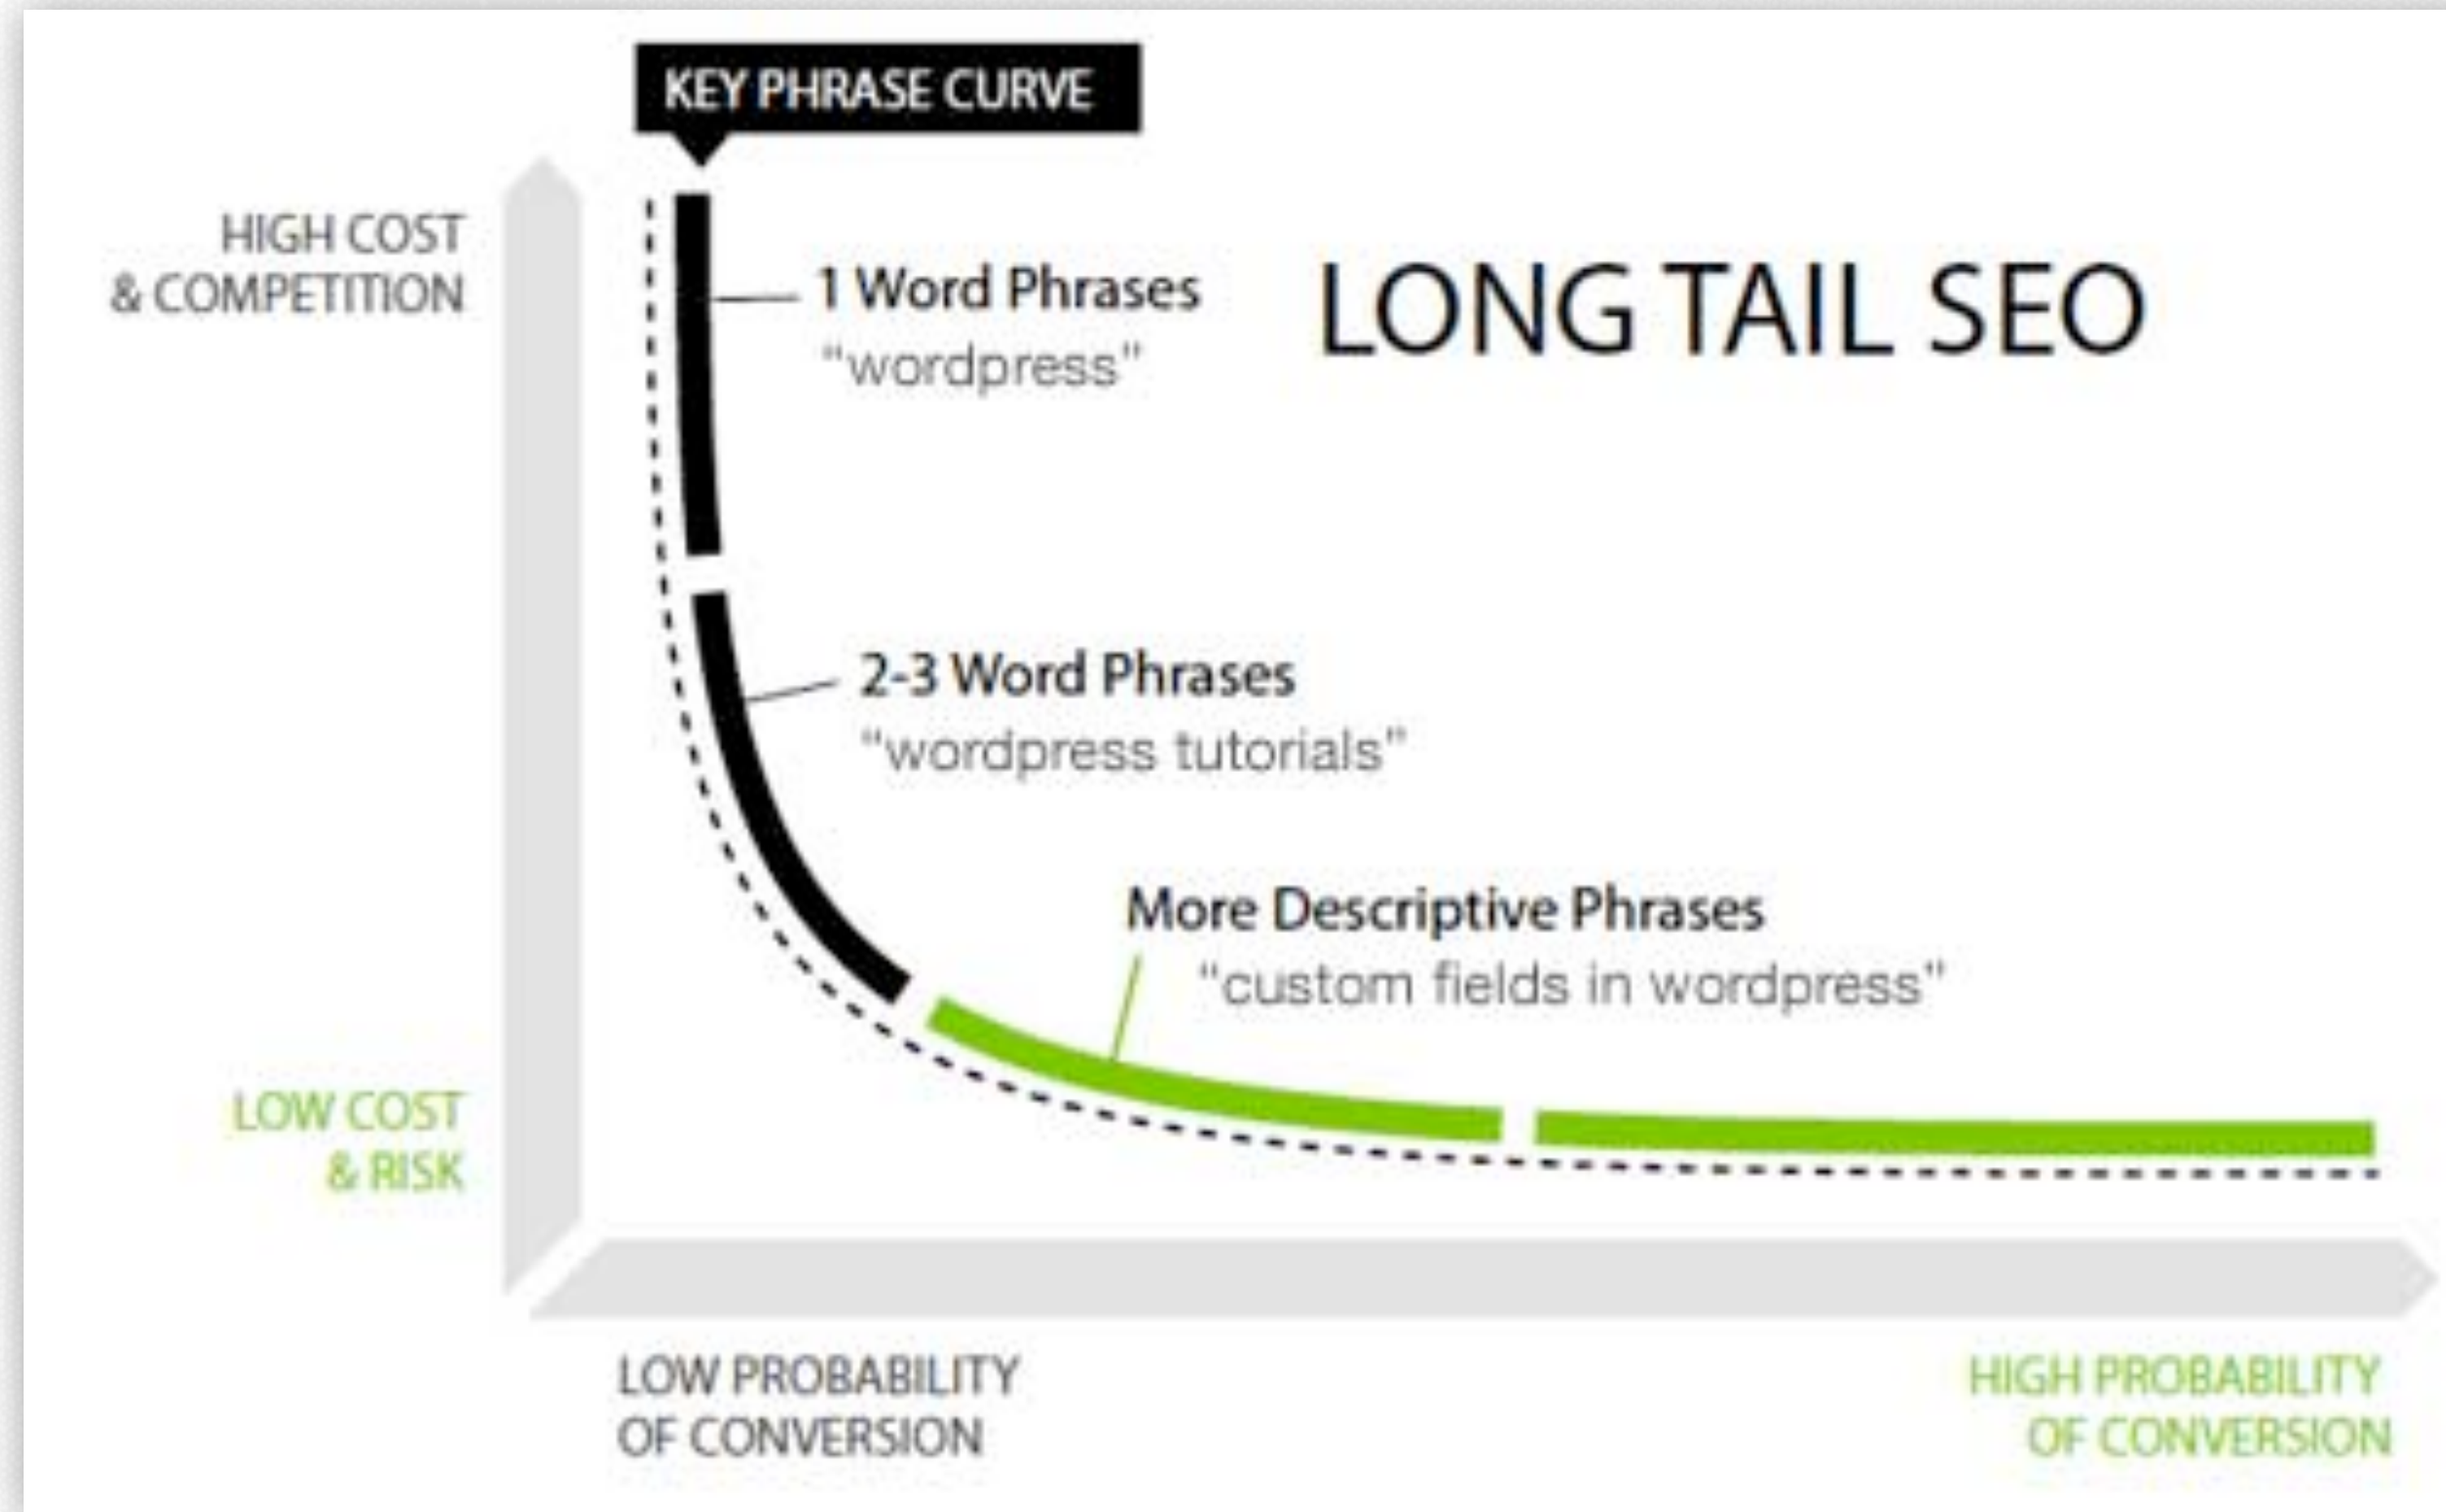 KEY PHRASE CURVE
HIGH COST
& COMPETITION
1 Word Phrases
“wordpress”
LONG TAIL SEO
2-3 Word Phrases
“wordpress tutorials”
More Descriptive Phrases
“custom fields in wordpress”
LOW COST
& RISK
LOW PROBABILITY
OF CONVERSION
HIGH PROBABILITY
OF CONVERSION